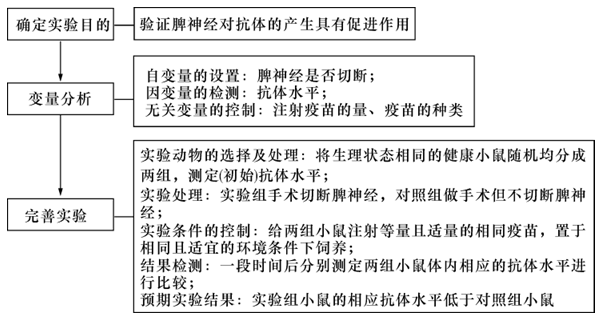 确定实验目的
验证脾神经对抗体的产生具有促进作用
变量分析
自变量的设置：脾神经是否切断；
因变量的检测：抗体水平；
无关变量的控制：注射疫苗的量、疫苗的种类
完善实验
实验动物的选择及处理：将生理状态相同的健康小鼠随机均分成
两组，测定(初始)抗体水平；
实验处理：实验组手术切断脾神经，对照组做手术但不切断脾神
经；
实验条件的控制：给两组小鼠注射等量且适量的相同疫苗，置于
相同且适宜的环境条件下饲养；
结果检测：一段时间后分别测定两组小鼠体内相应的抗体水平进
行比较；
预期实验结果：实验组小鼠的相应抗体水平低于对照组小鼠